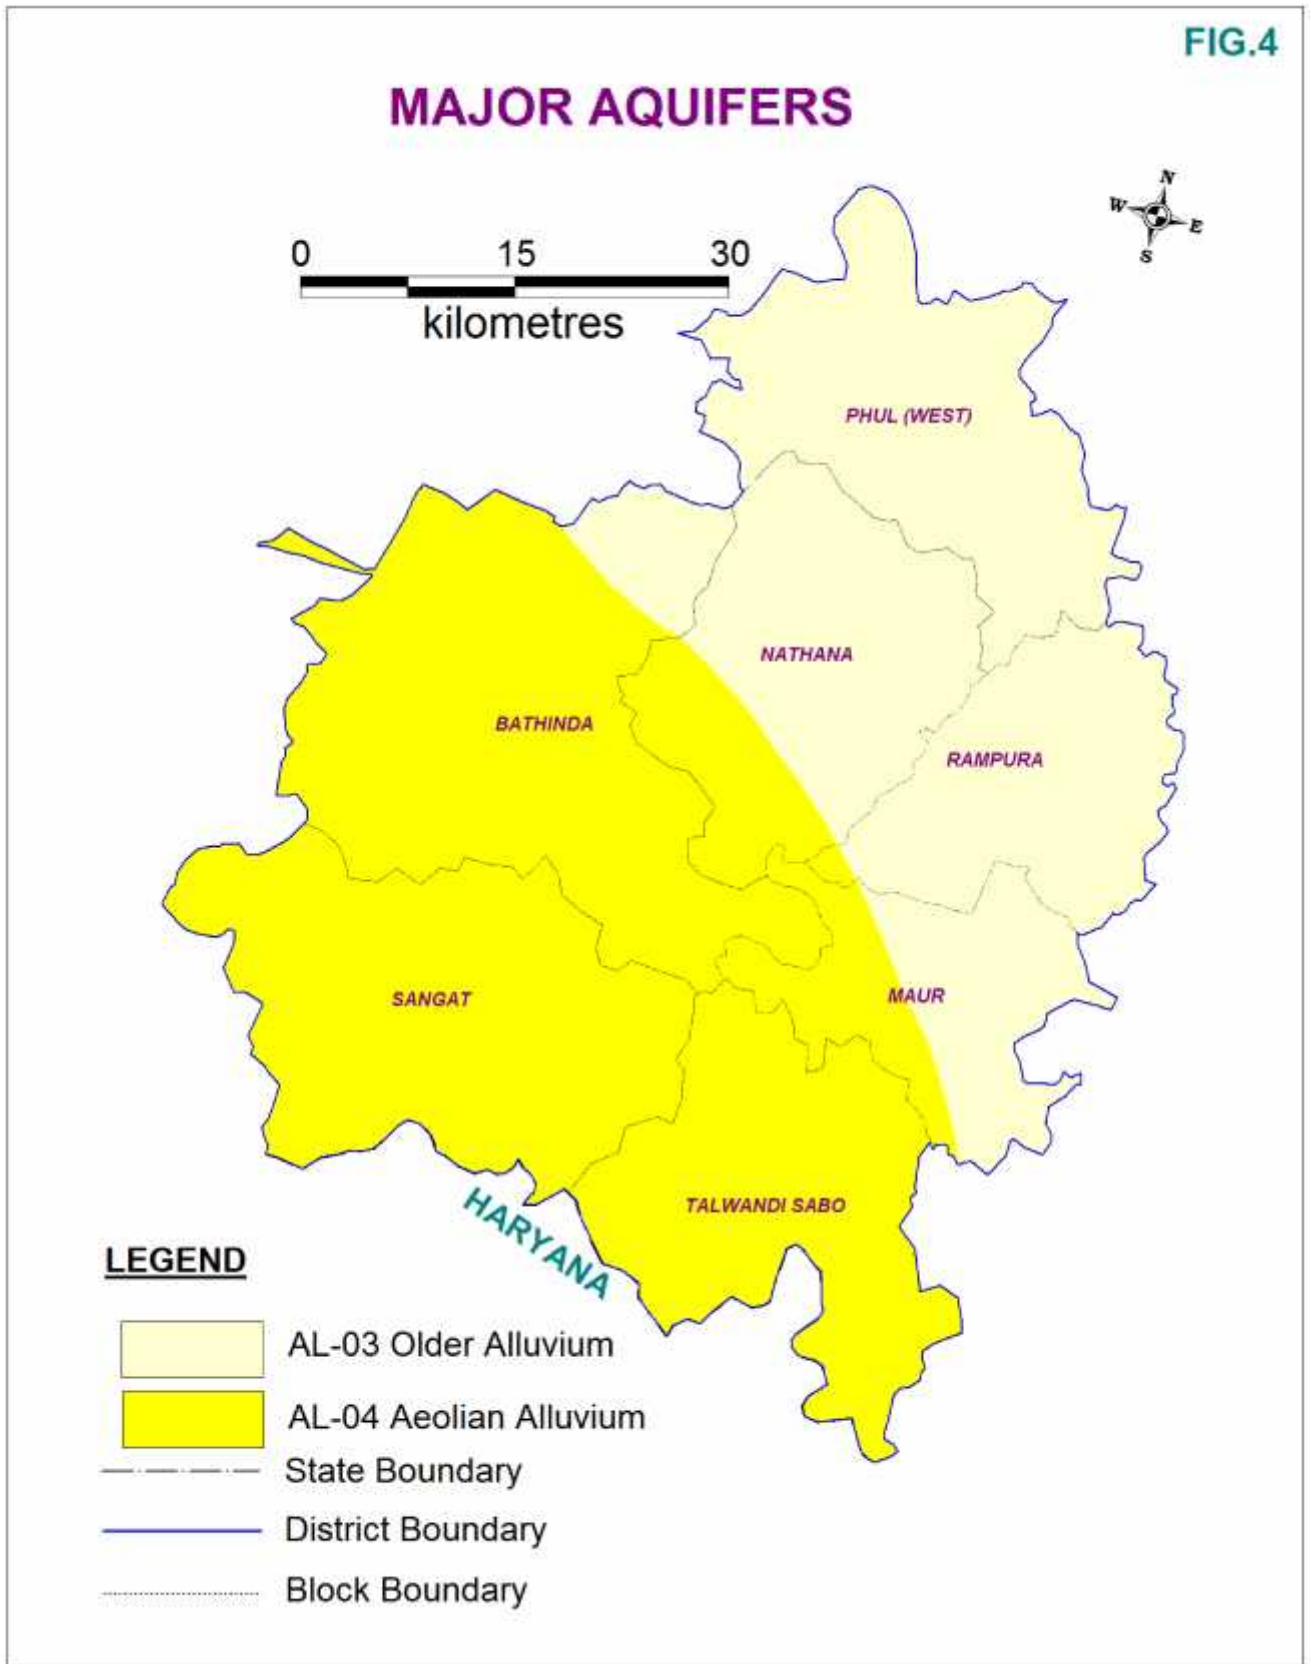 FIG.4
MAJOR AQUIFERS
N
W
E
S
0 15 30
kilometres
PHUL (WEST)
NATHANA
BATHINDA
RAMPURA
SANGAT
MAUR
TALWANDI SABO
HARYANA
LEGEND
AL-03 Older Alluvium
AL-04 Aeolian Alluvium
State Boundary
District Boundary
Block Boundary